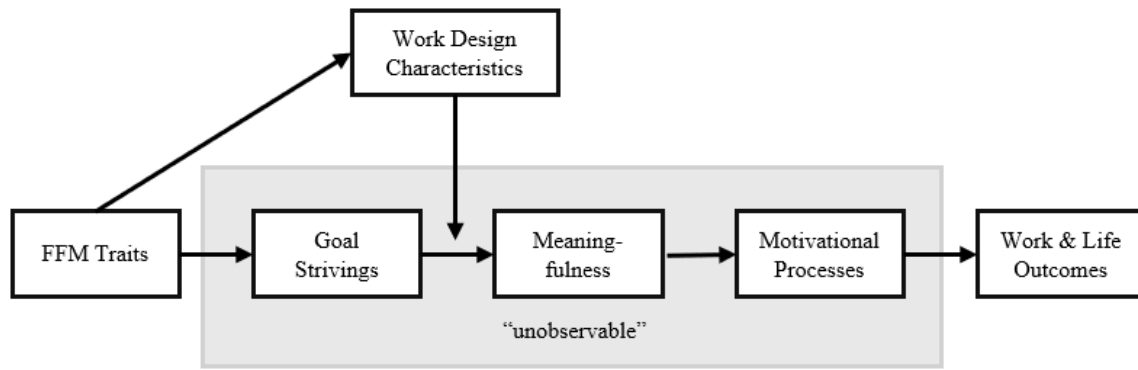 Work Design
Characteristics
FFM Traits
Goal
Strivings
Meaning-
fulness
Motivational
Processes
Work & Life
Outcomes
“unobservable”